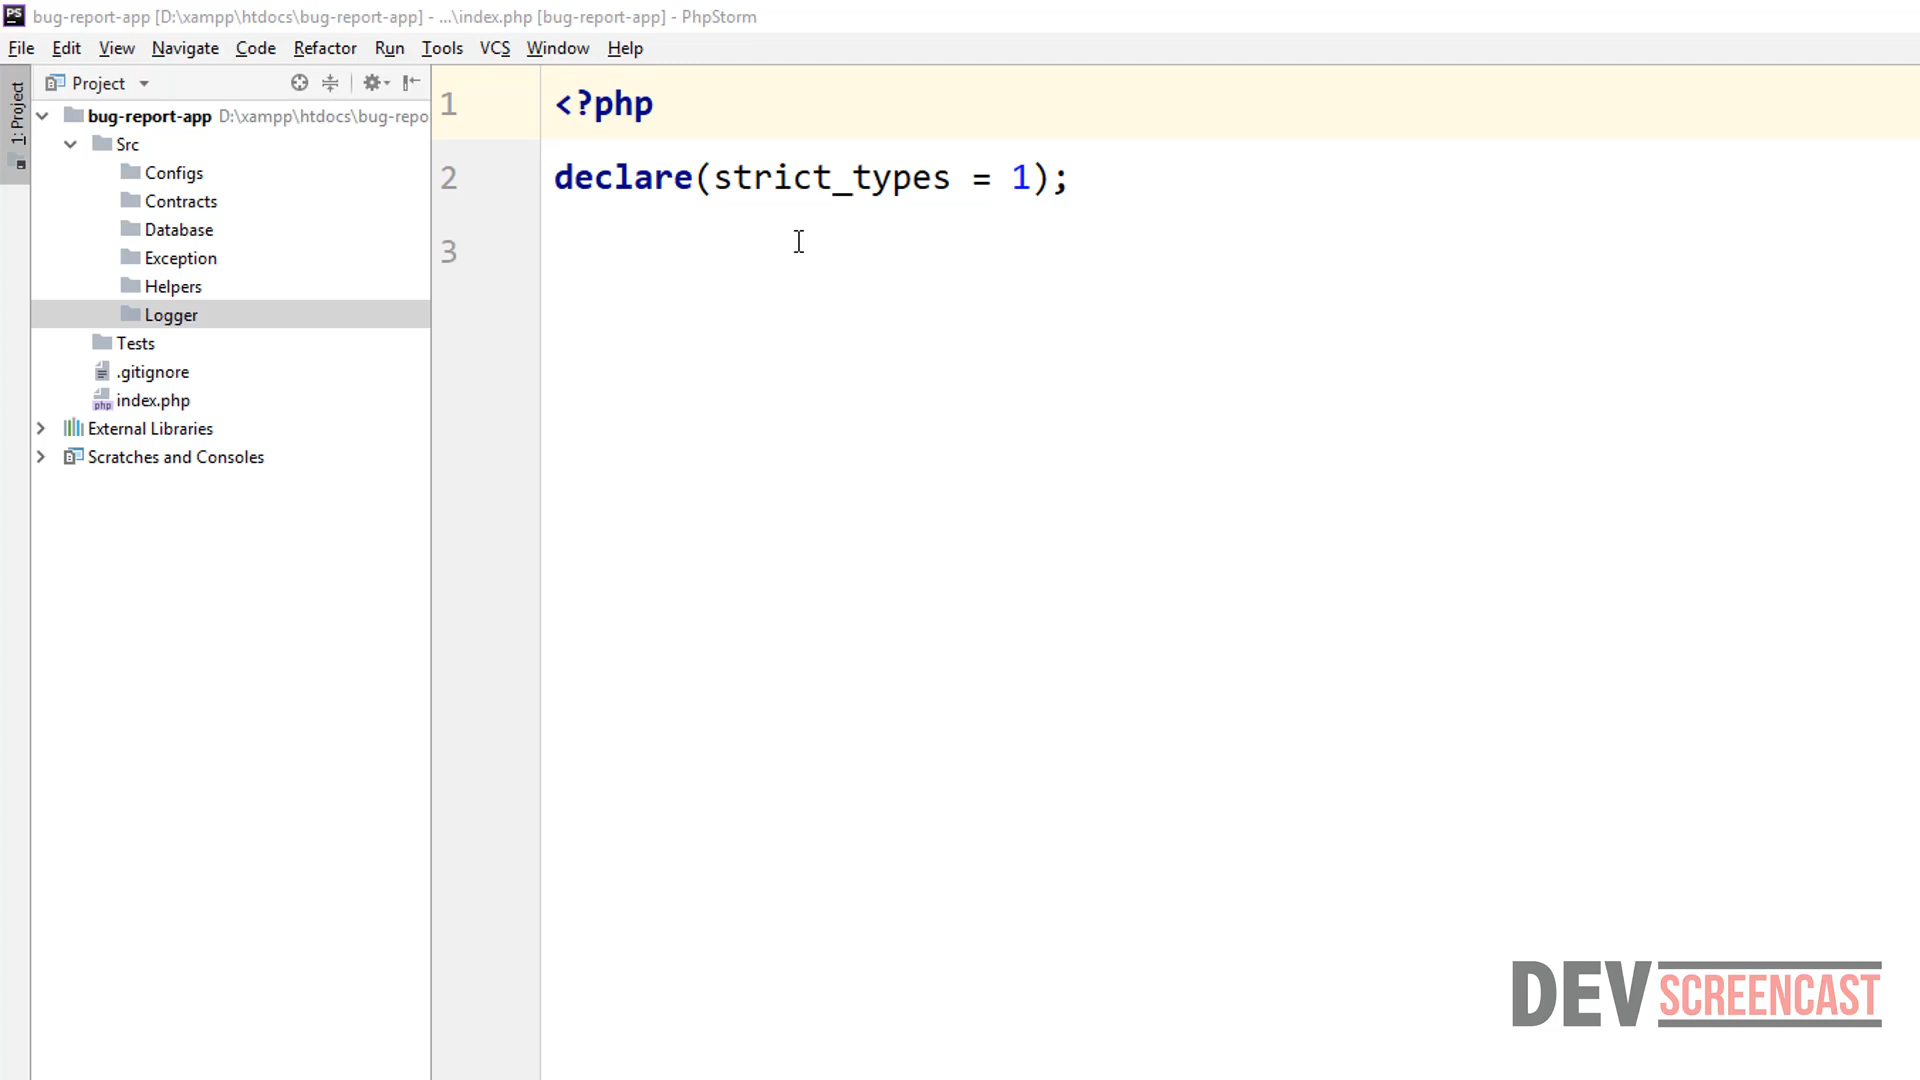 PS bug-report-app [D:\xampp\htdocs\bug-report-app] - ...\index.php [bug-report-app] - PhpStorm
File Edit View Navigate Code Refactor Run Tools VCS Window Help
1: Project
Project
bug-report-app D:\xampp\htdocs\bug-repo
Src
Configs
Contracts
Database
Exception
Helpers
Logger
Tests
.gitignore
php index.php
External Libraries
Scratches and Consoles
1 <?php
2 declare(strict_types = 1);
3
DEV SCREENCAST